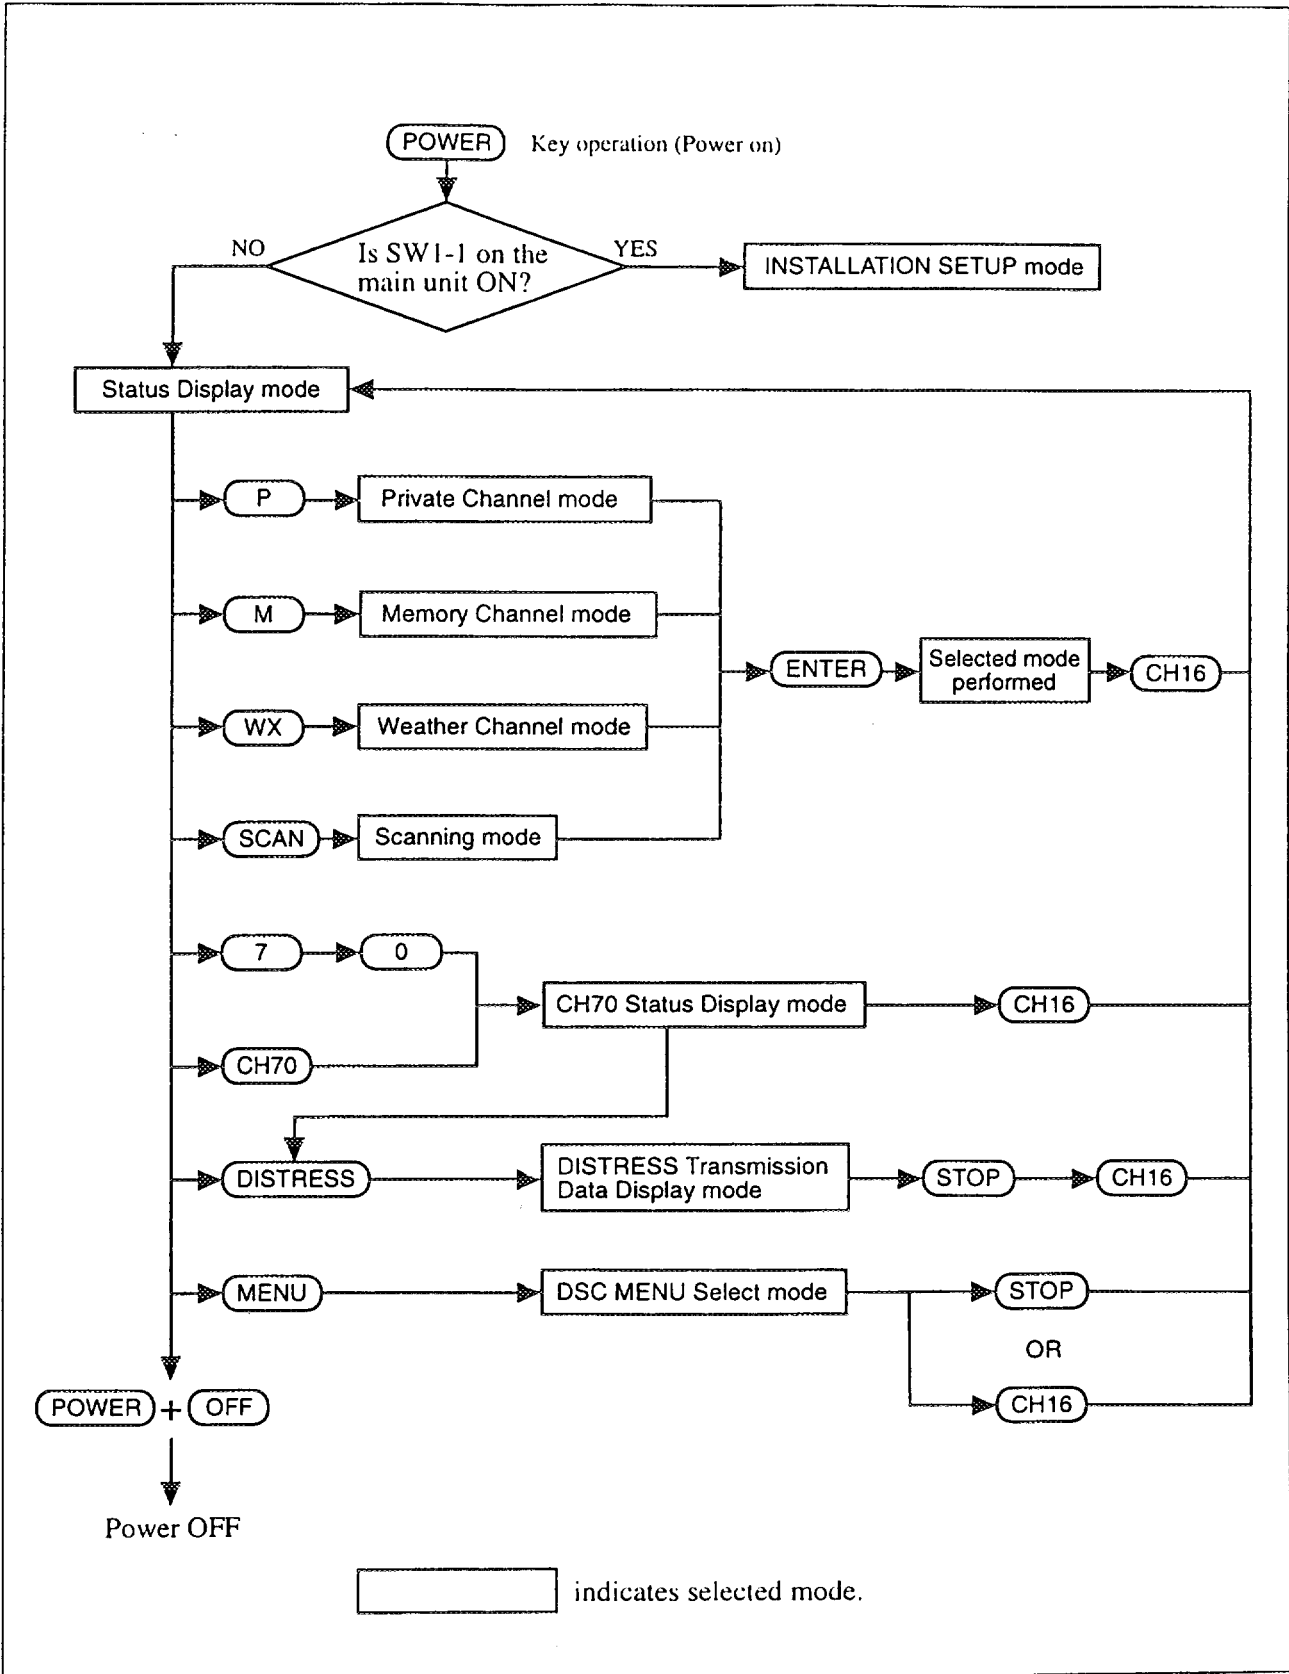 POWER Key operation (Power on)
NO
Is SW1-1 on the
main unit ON?
YES
INSTALLATION SETUP mode
Status Display mode
P
Private Channel mode
M
Memory Channel mode
ENTER
Selected mode
performed
CH16
WX
Weather Channel mode
SCAN
Scanning mode
7
0
CH70 Status Display mode
CH16
CH70
DISTRESS
DISTRESS Transmission
Data Display mode
STOP
CH16
MENU
DSC MENU Select mode
STOP
OR
CH16
POWER + OFF
Power OFF
indicates selected mode.